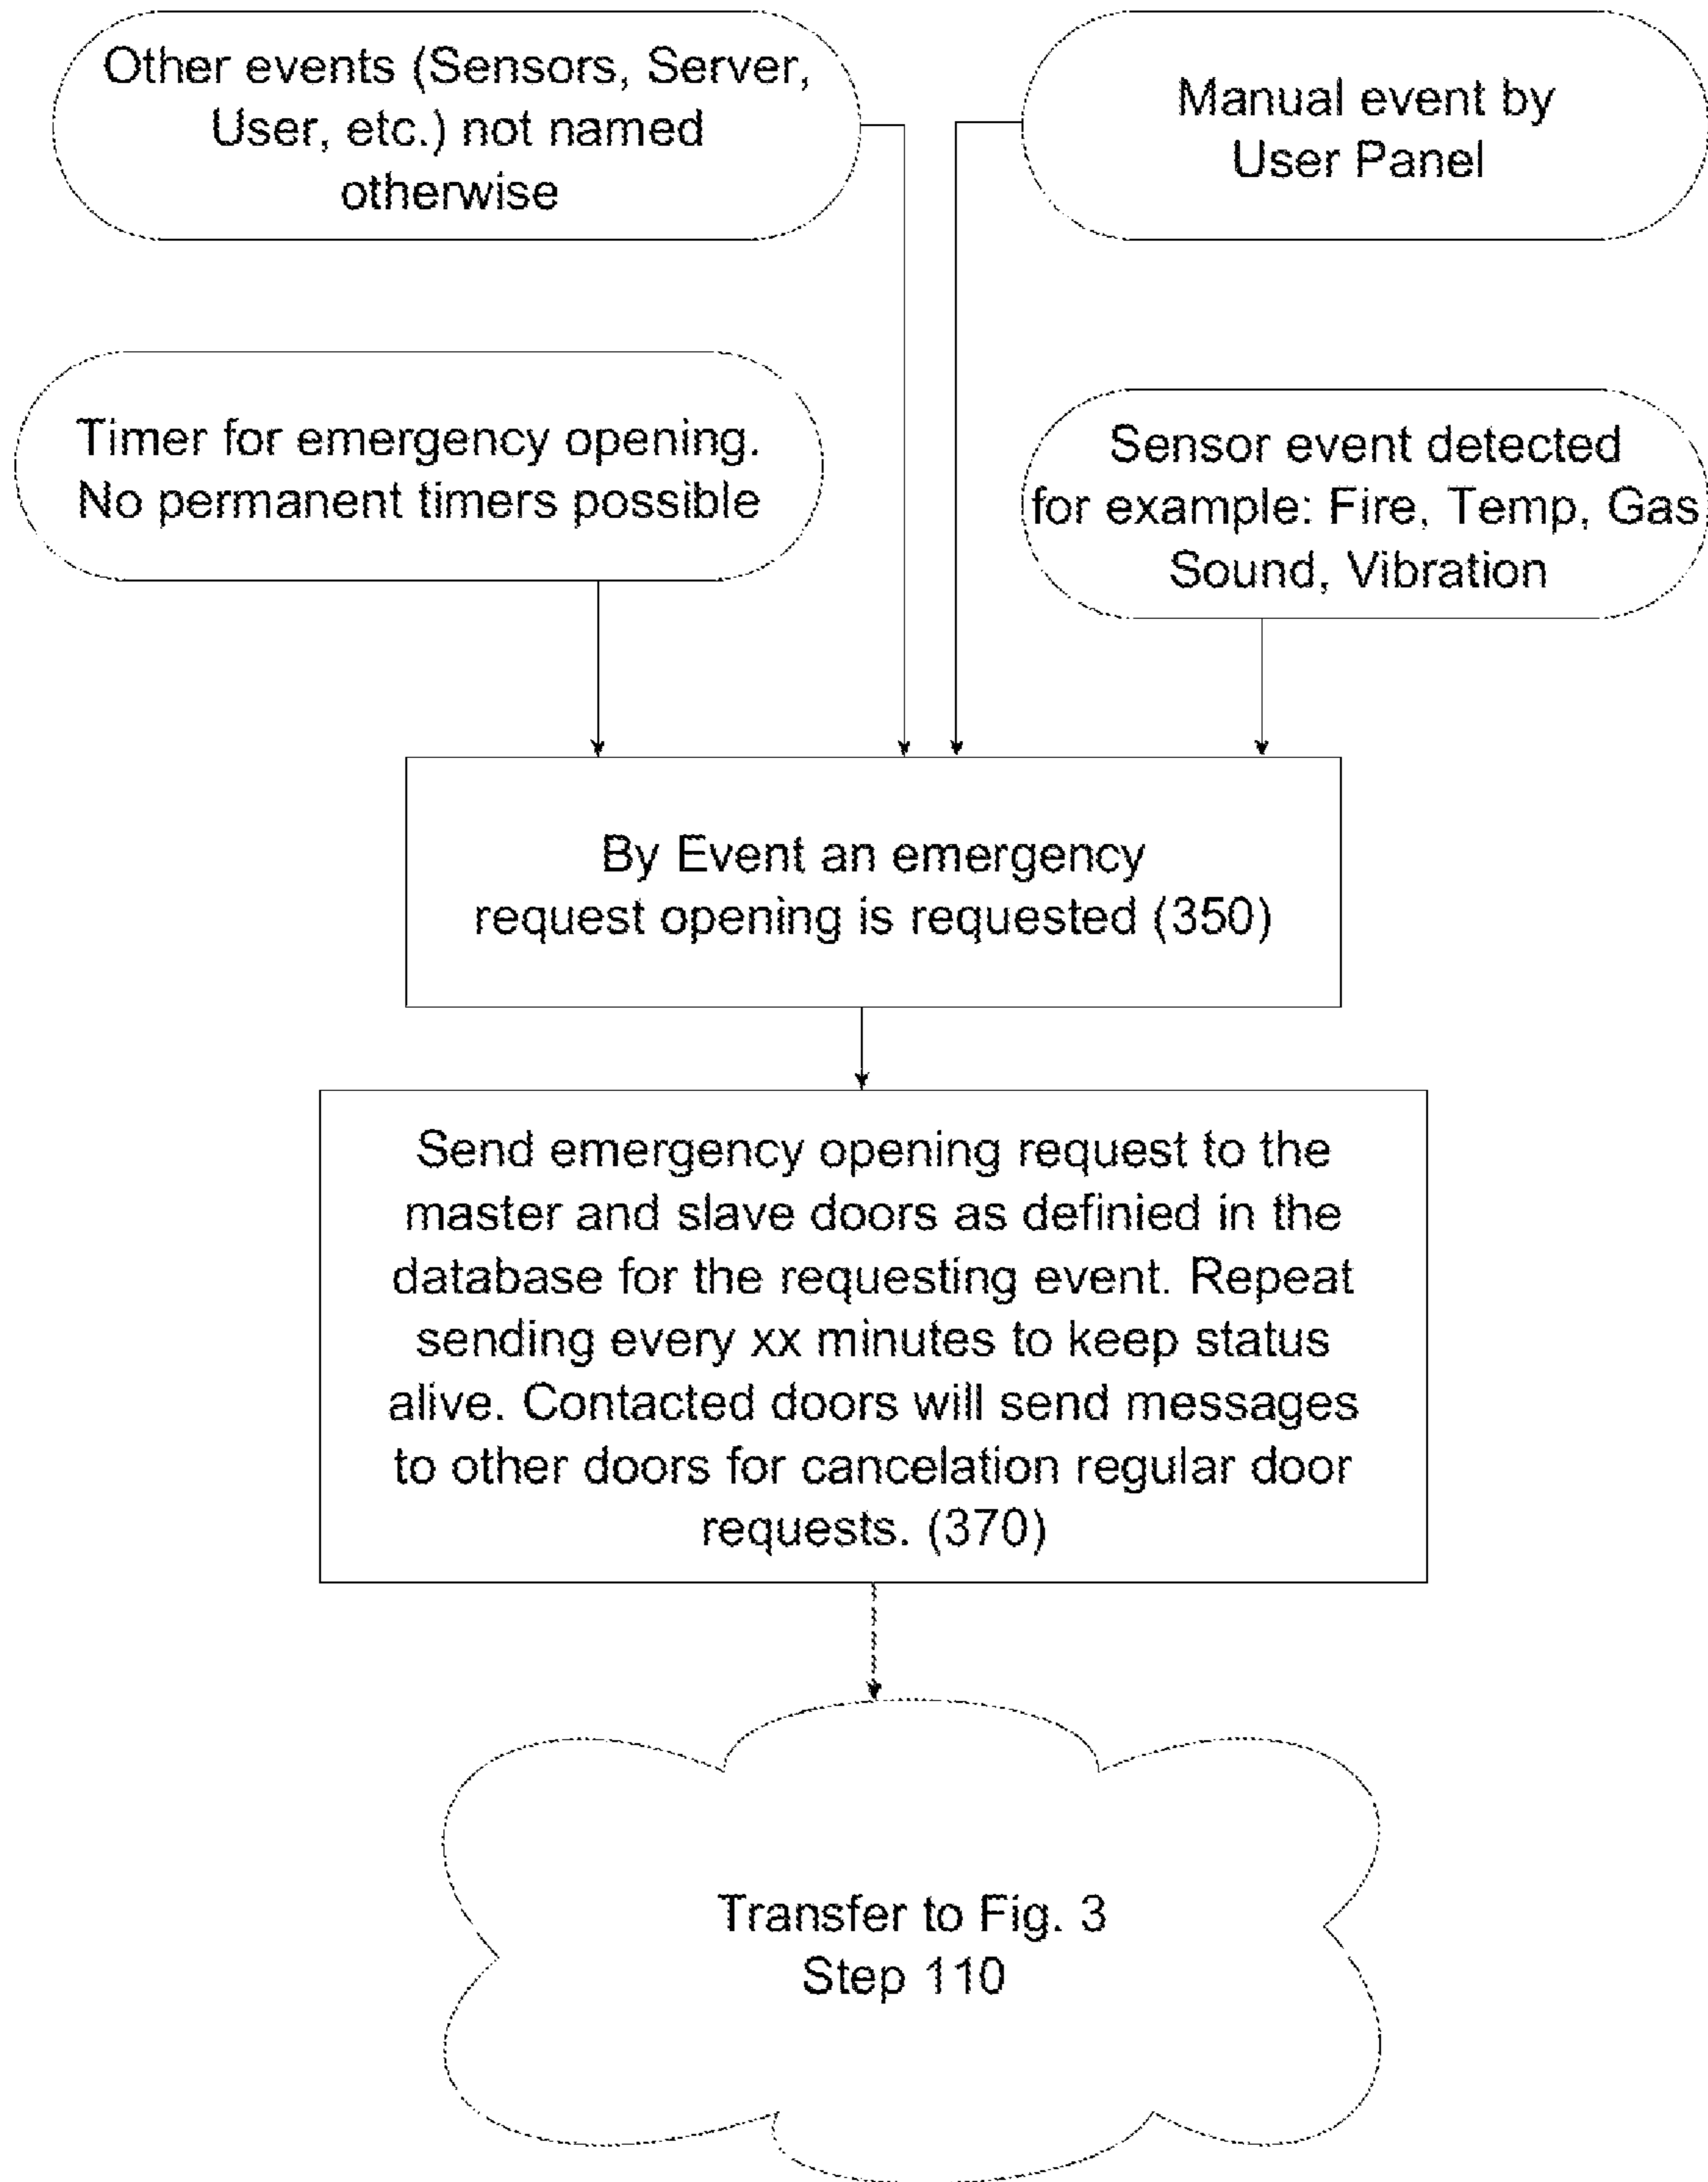 Other events (Sensors, Server,
User, etc.) not named
otherwise
Manual event by
User Panel
Timer for emergency opening.
No permanent timers possible
Sensor event detected
for example: Fire, Temp, Gas
Sound, Vibration
By Event an emergency
request opening is requested (350)
Send emergency opening request to the
master and slave doors as definied in the
database for the requesting event. Repeat
sending every xx minutes to keep status
alive. Contacted doors will send messages
to other doors for cancelation regular door
requests. (370)
Transfer to Fig. 3
Step 110